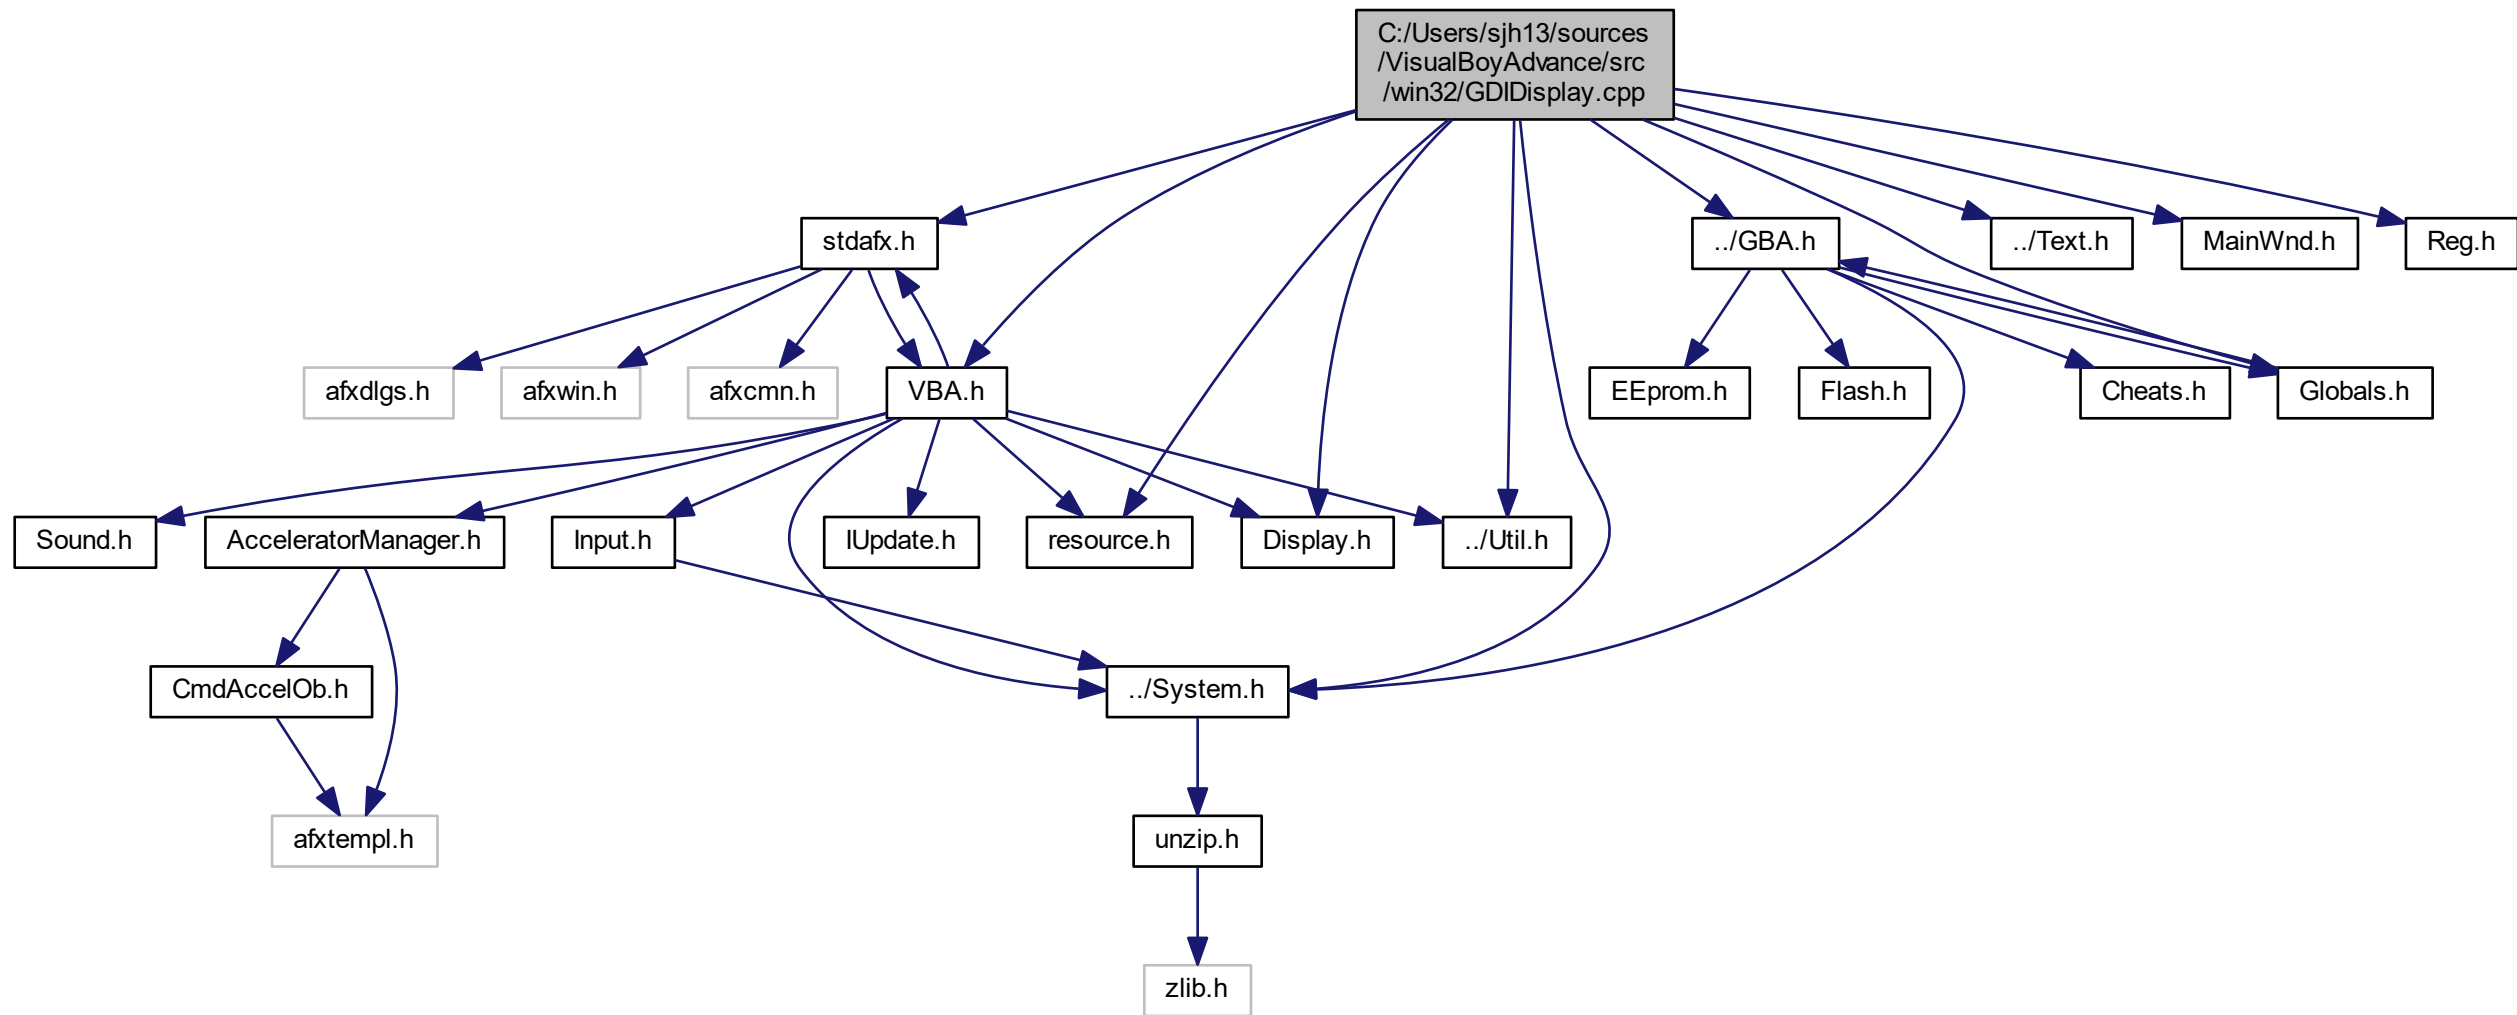 C:/Users/sjh13/sources
/VisualBoyAdvance/src
/win32/GDIDisplay.cpp
stdafx.h
../GBA.h
../Text.h
MainWnd.h
Reg.h
afxdlgs.h
afxwin.h
afxcmn.h
VBA.h
EEprom.h
Flash.h
Cheats.h
Globals.h
Sound.h
AcceleratorManager.h
Input.h
IUpdate.h
resource.h
Display.h
../Util.h
CmdAccelOb.h
../System.h
afxtempl.h
unzip.h
zlib.h